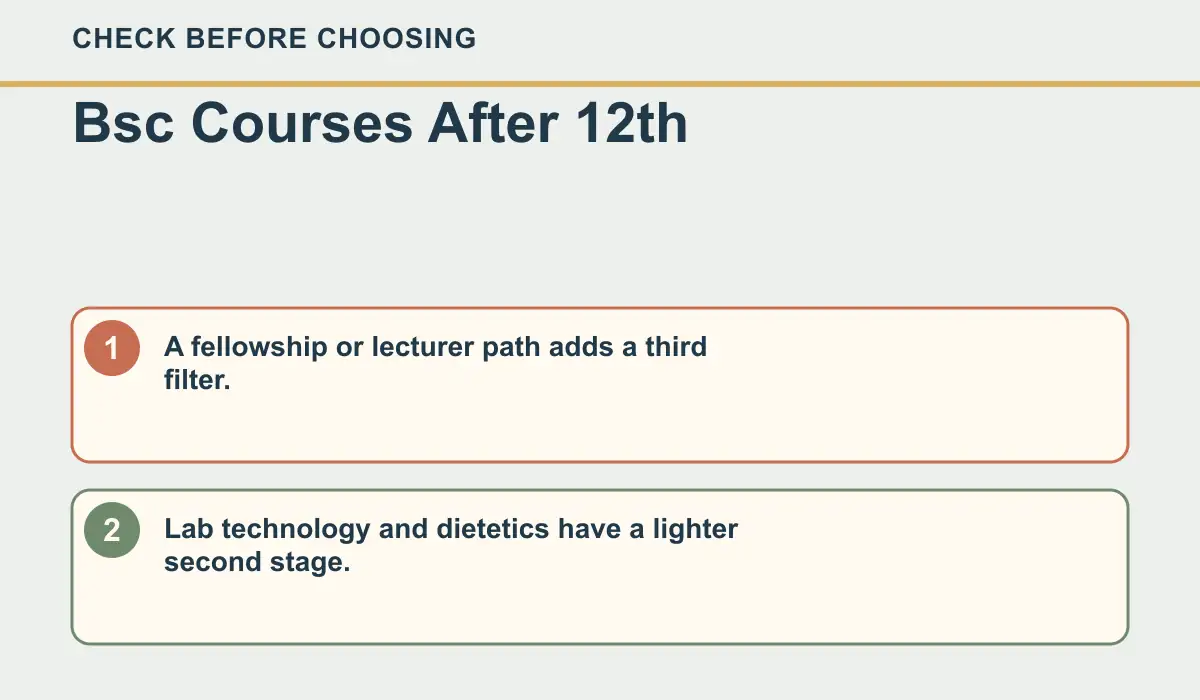 CHECK BEFORE CHOOSING
Bsc Courses After 12th
1
A fellowship or lecturer path adds a third
filter.
2
Lab technology and dietetics have a lighter
second stage.